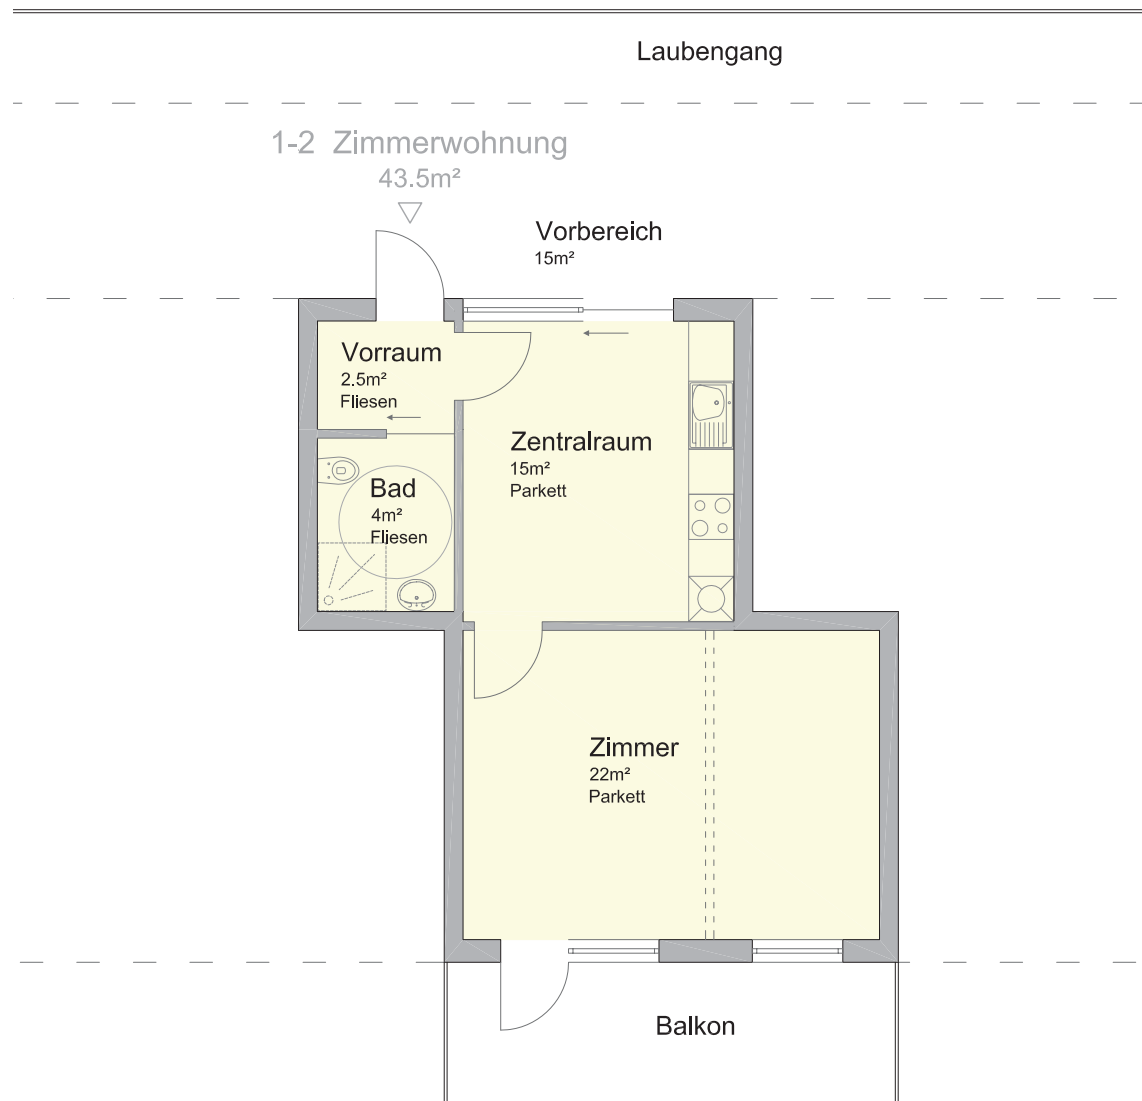 Laubengang
1-2 Zimmerwohnung
43.5m²
Vorbereich
15m²
Vorraum
2.5m²
Fliesen
Zentralraum
15m²
Parkett
Bad
4m²
Fliesen
Zimmer
22m²
Parkett
Balkon